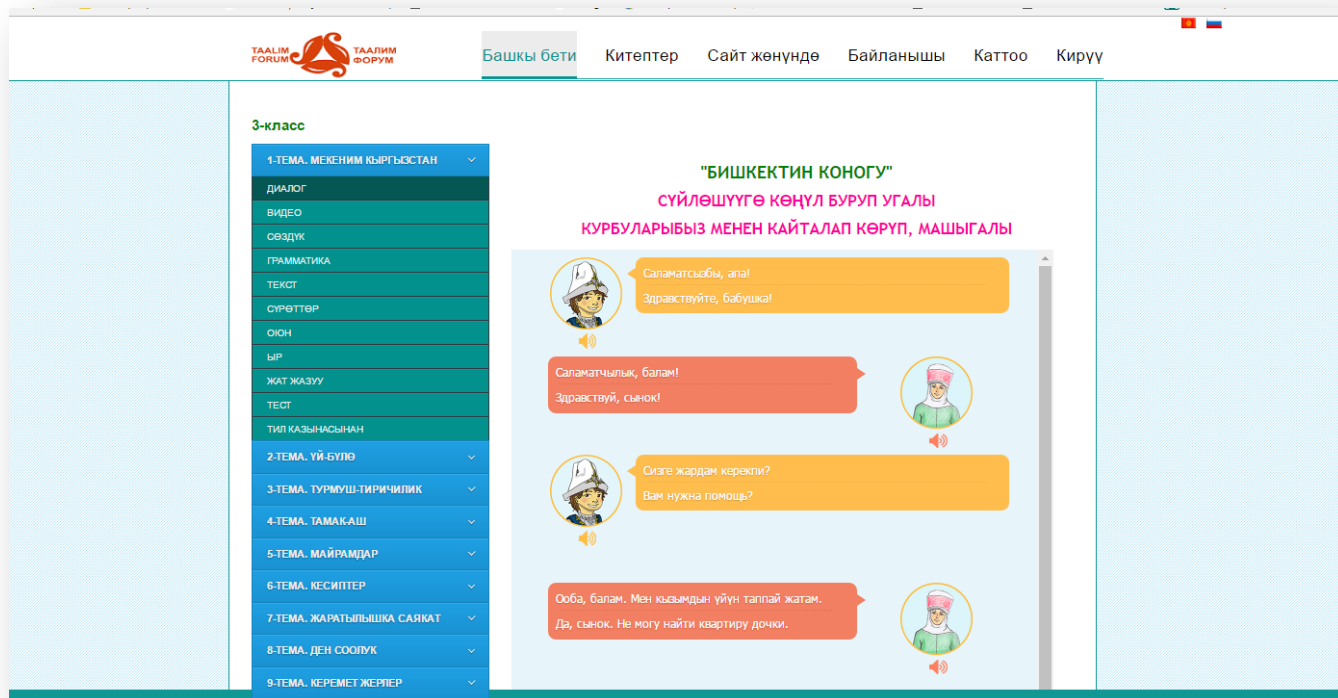 TAALIM
FORUM
ТААЛИМ
ФОРУМ
Башкы бети
Китептер
Сайт жөнүндө
Байланышы
Каттоо
Кирүү
3-класс
1-ТЕМА. МЕКЕНИМ КЫРГЫЗСТАН
ДИАЛОГ
ВИДЕО
СӨЗДҮК
ГРАММАТИКА
ТЕКСТ
СҮРӨТТӨР
ОЮН
ЫР
ЖАТ ЖАЗУУ
ТЕСТ
ТИЛ КАЗЫНАСЫНАН
2-ТЕМА. ҮЙ-БҮЛӨ
3-ТЕМА. ТУРМУШ-ТИРИЧИЛИК
4-ТЕМА. ТАМАК-АШ
5-ТЕМА. МАЙРАМДАР
6-ТЕМА. КЕСИПТЕР
7-ТЕМА. ЖАРАТЫЛЫШКА САЯКАТ
8-ТЕМА. ДЕН СООЛУК
9-ТЕМА. КЕРЕМЕТ ЖЕРЛЕР
"БИШКЕКТИН КОНОГУ"
СҮЙЛӨШҮҮГӨ КӨҢҮЛ БУРУП УГАЛЫ
КУРБУЛАРЫБЫЗ МЕНЕН КАЙТАЛАП КӨРҮП, МАШЫГАЛЫ
Саламатсызбы, апа!
Здравствуйте, бабушка!
Саламатчылык, балам!
Здравствуй, сынок!
Сизге жардам керекпи?
Вам нужна помощь?
Ооба, балам. Мен кызымдын үйүн таппай жатам.
Да, сынок. Не могу найти квартиру дочки.